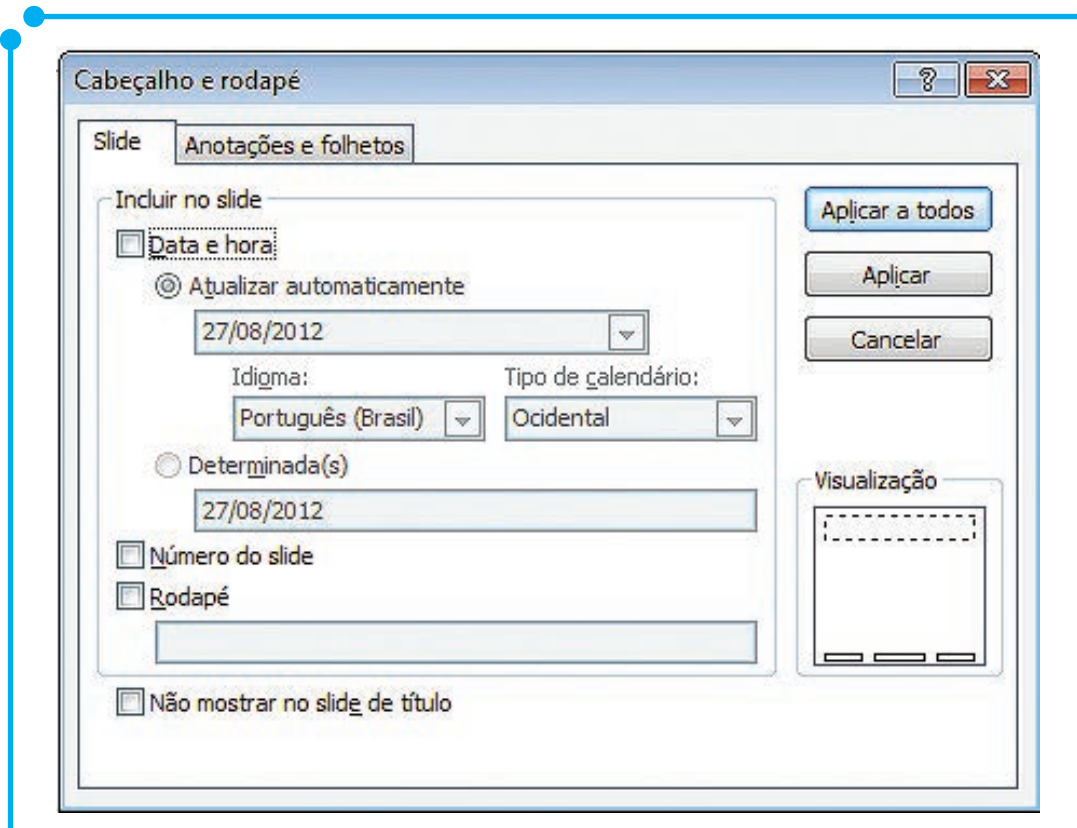 Cabeçalho e rodapé
Slide
Anotações e folhetos
Incluir no slide
Data e hora
Atualizar automaticamente
27/08/2012
Idioma:
Tipo de calendário:
Português (Brasil)
Ocidental
Determinada(s)
27/08/2012
Número do slide
Rodapé
Não mostrar no slide de título
Aplicar a todos
Aplicar
Cancelar
Visualização